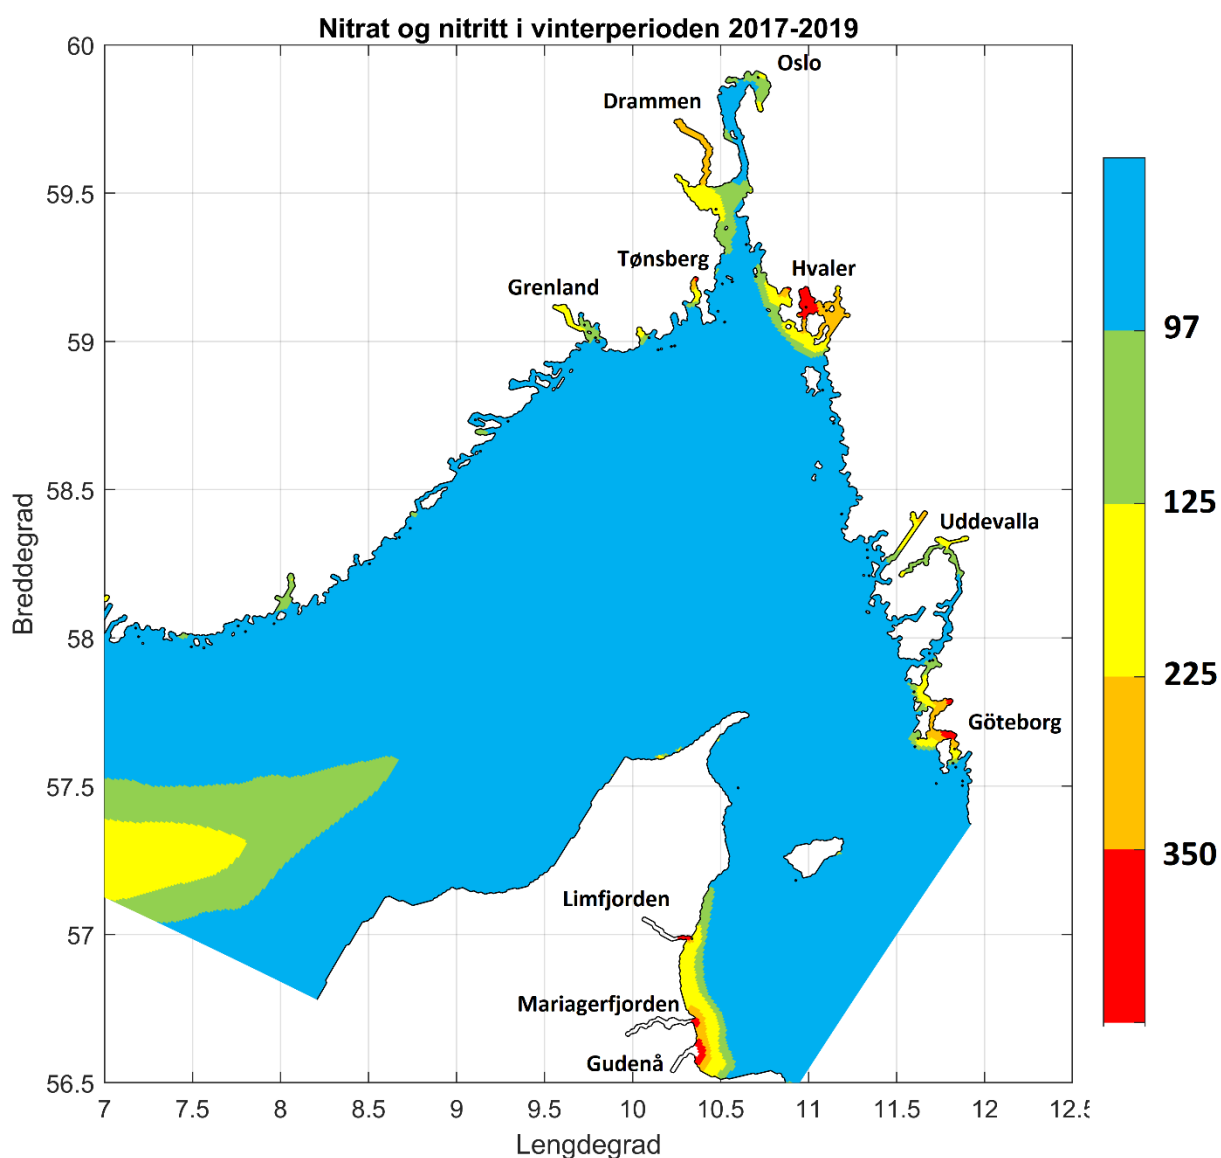 Nitrat og nitritt i vinterperioden 2017-2019
60
59.5
59
58.5
58
57.5
57
56.5
Breddegrad
Oslo
Drammen
Tønsberg
Hvaler
Grenland
Uddevalla
Göteborg
Limfjorden
Mariagerfjorden
Gudenå
97
125
225
350
7 7.5 8 8.5 9 9.5 10 10.5 11 11.5 12 12.5
Lengdegrad